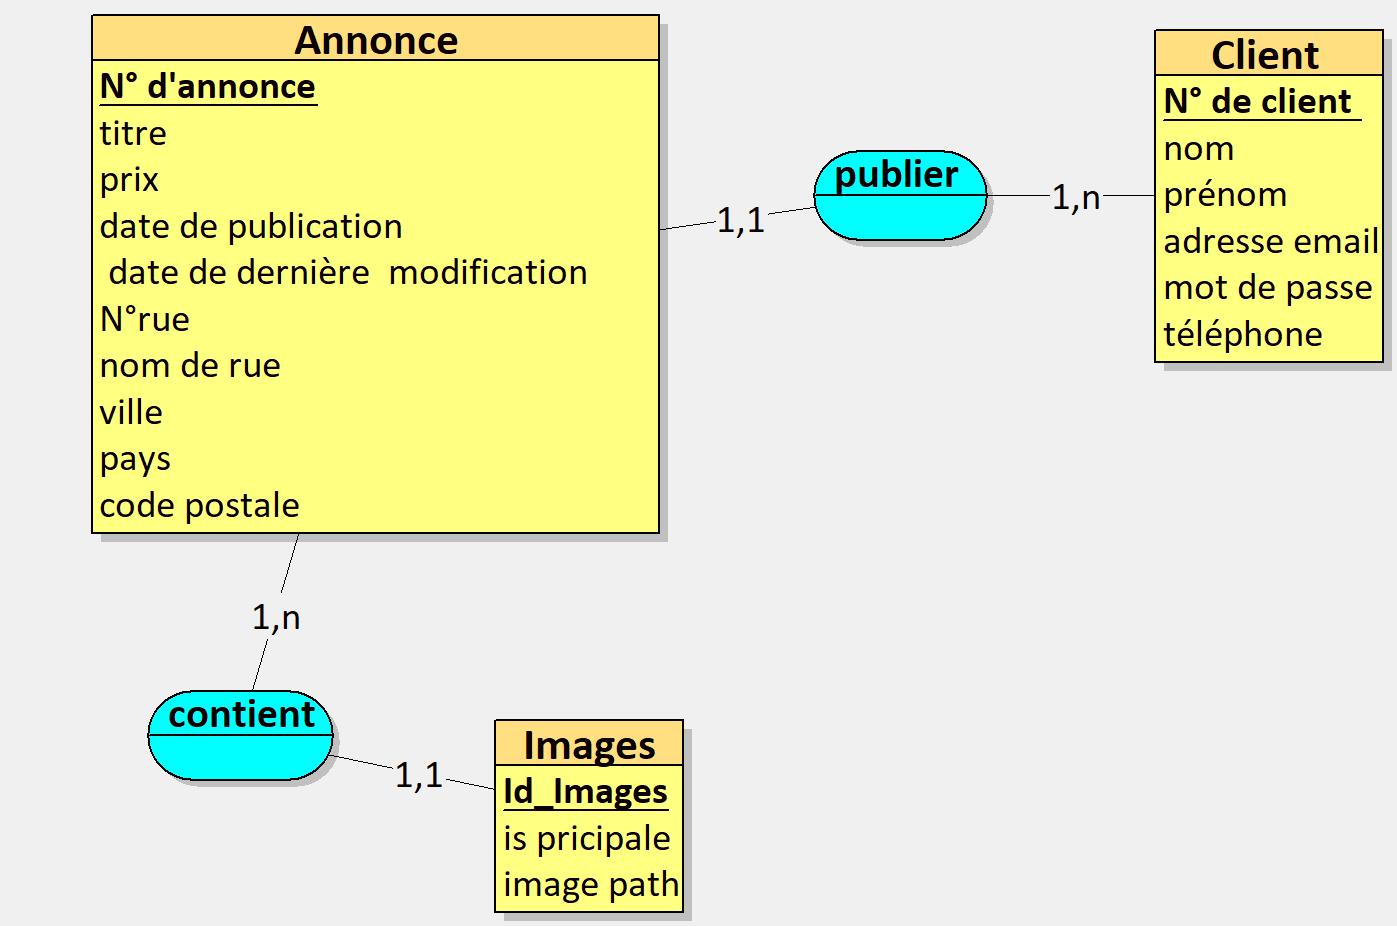 Annonce
N° d'annonce
titre
prix
date de publication
date de dernière  modification
N°rue
nom de rue
ville
pays
code postale
1,1
publier
1,n
Client
N° de client
nom
prénom
adresse email
mot de passe
téléphone
1,n
contient
1,1
Images
Id_Images
is pricipale
image path